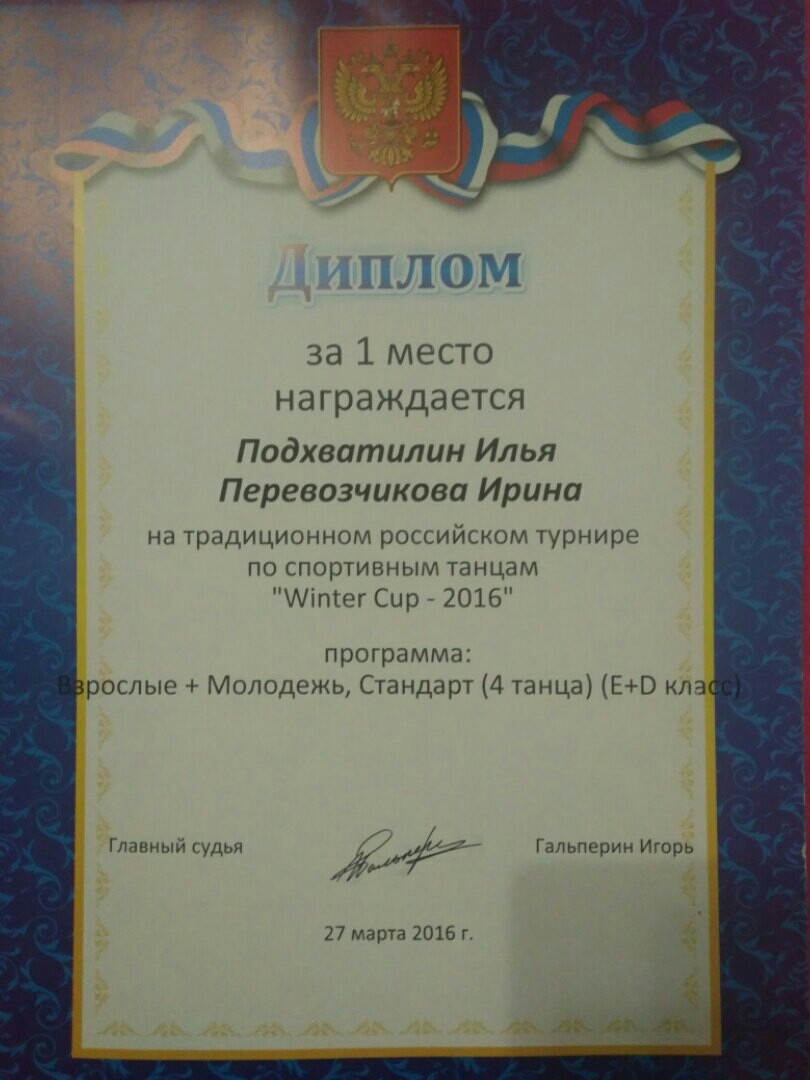 Диплом
за 1 место
награждается
Подхватилин Илья
Перевозчикова Ирина
на традиционном российском турнире
по спортивным танцам
"Winter Cup - 2016"
программа:
Взрослые + Молодежь, Стандарт (4 танца) (E+D класс)
Главный судья
Гальперин Игорь
27 марта 2016 г.